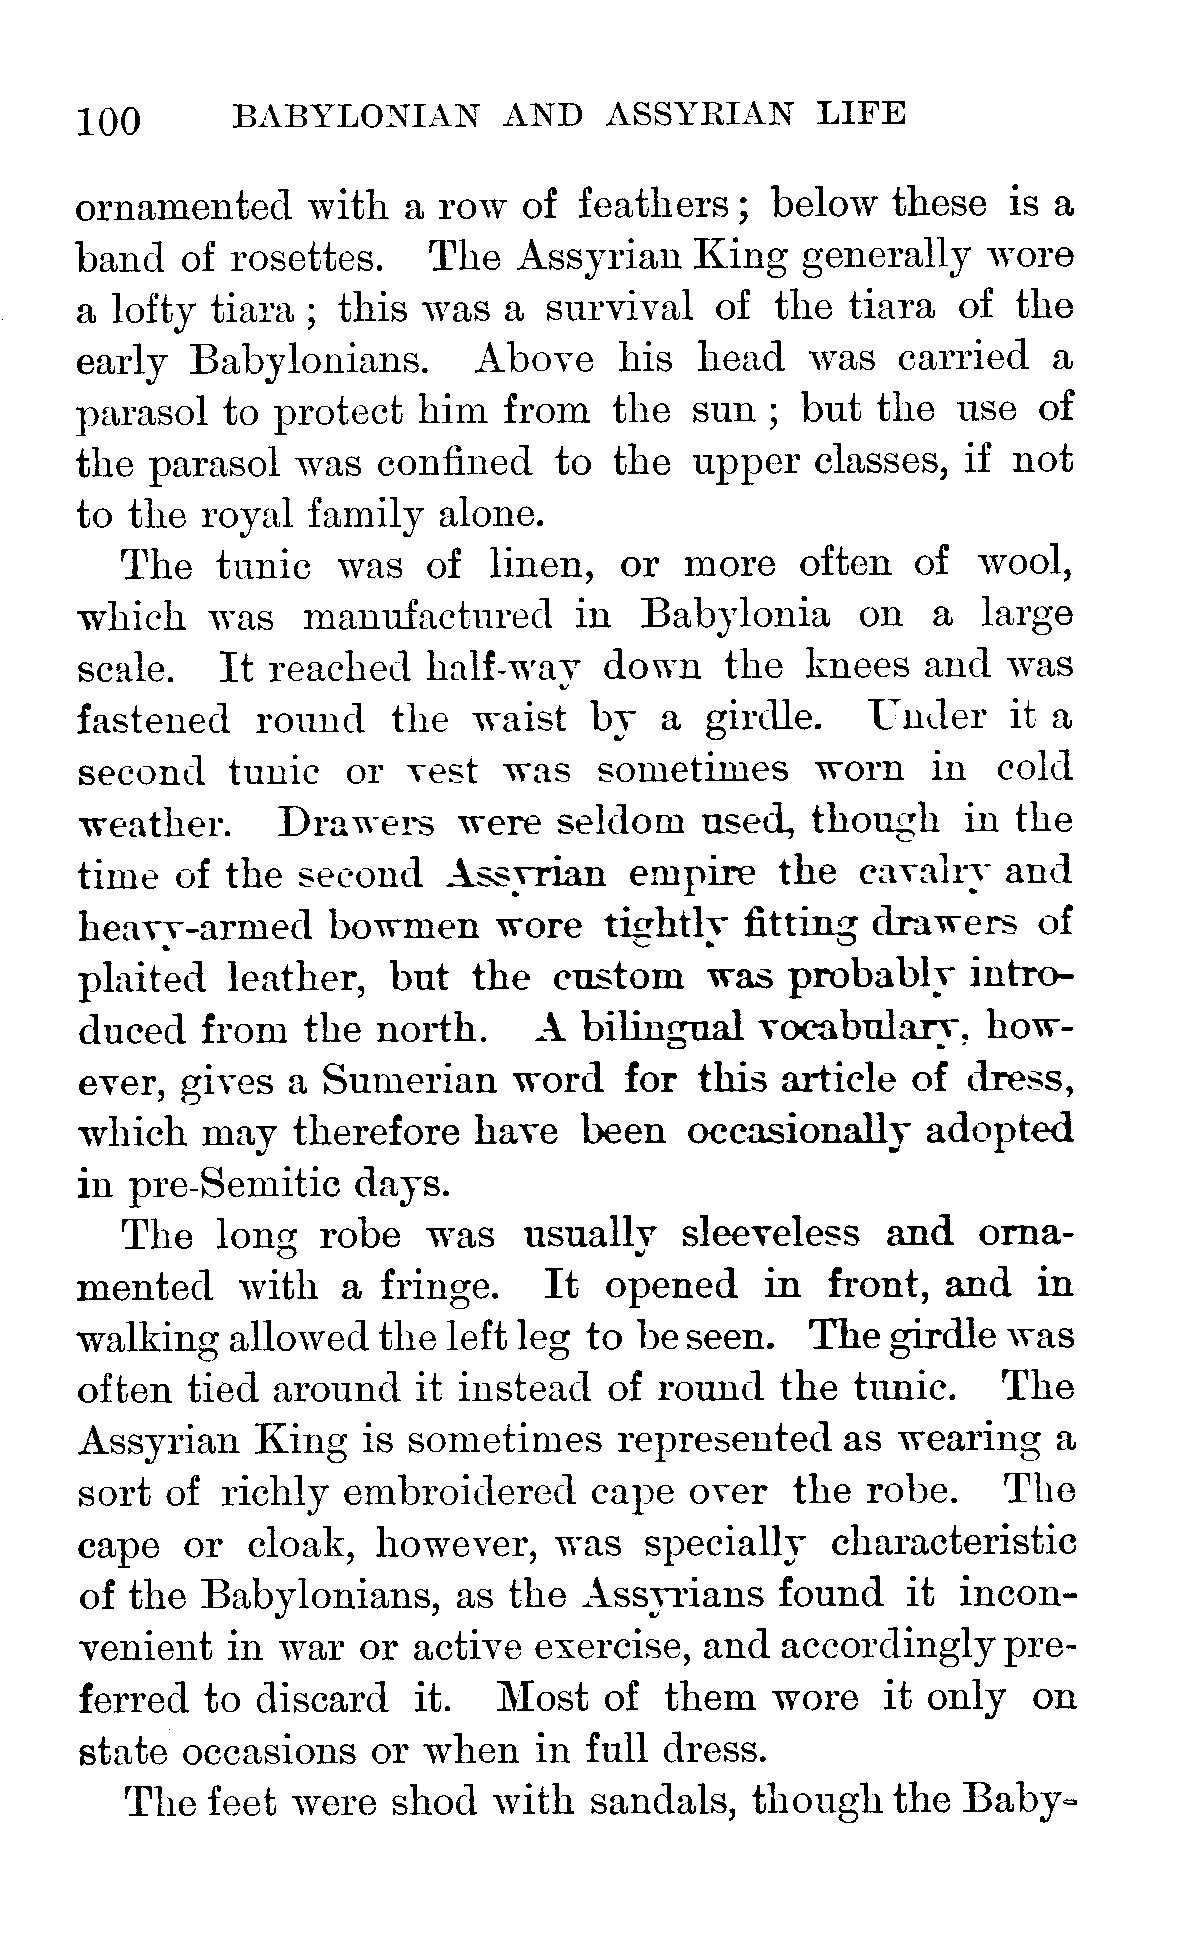 100 BABYLONIAN AND ASSYRIAN LIFE
ornamented with a row of feathers; below these is a
band of rosettes. The Assyrian King generally wore
a lofty tiara; this was a survival of the tiara of the
early Babylonians. Above his head was carried a
parasol to protect him from the sun; but the use of
the parasol was confined to the upper classes, if not
to the royal family alone.
The tunic was of linen, or more often of wool,
which was manufactured in Babylonia on a large
scale. It reached half-way down the knees and was
fastened round the waist by a girdle. Under it a
second tunic or vest was sometimes worn in cold
weather. Drawers were seldom used, though in the
time of the second Assyrian empire the cavalry and
heavy-armed bowmen wore tightly fitting drawers of
plaited leather, but the custom was probably intro-
duced from the north. A bilingual vocabulary, how-
ever, gives a Sumerian word for this article of dress,
which may therefore have been occasionally adopted
in pre-Semitic days.
The long robe was usually sleeveless and orna-
mented with a fringe. It opened in front, and in
walking allowed the left leg to be seen. The girdle was
often tied around it instead of round the tunic. The
Assyrian King is sometimes represented as wearing a
sort of richly embroidered cape over the robe. The
cape or cloak, however, was specially characteristic
of the Babylonians, as the Assyrians found it incon-
venient in war or active exercise, and accordingly pre-
ferred to discard it. Most of them wore it only on
state occasions or when in full dress.
The feet were shod with sandals, though the Baby-